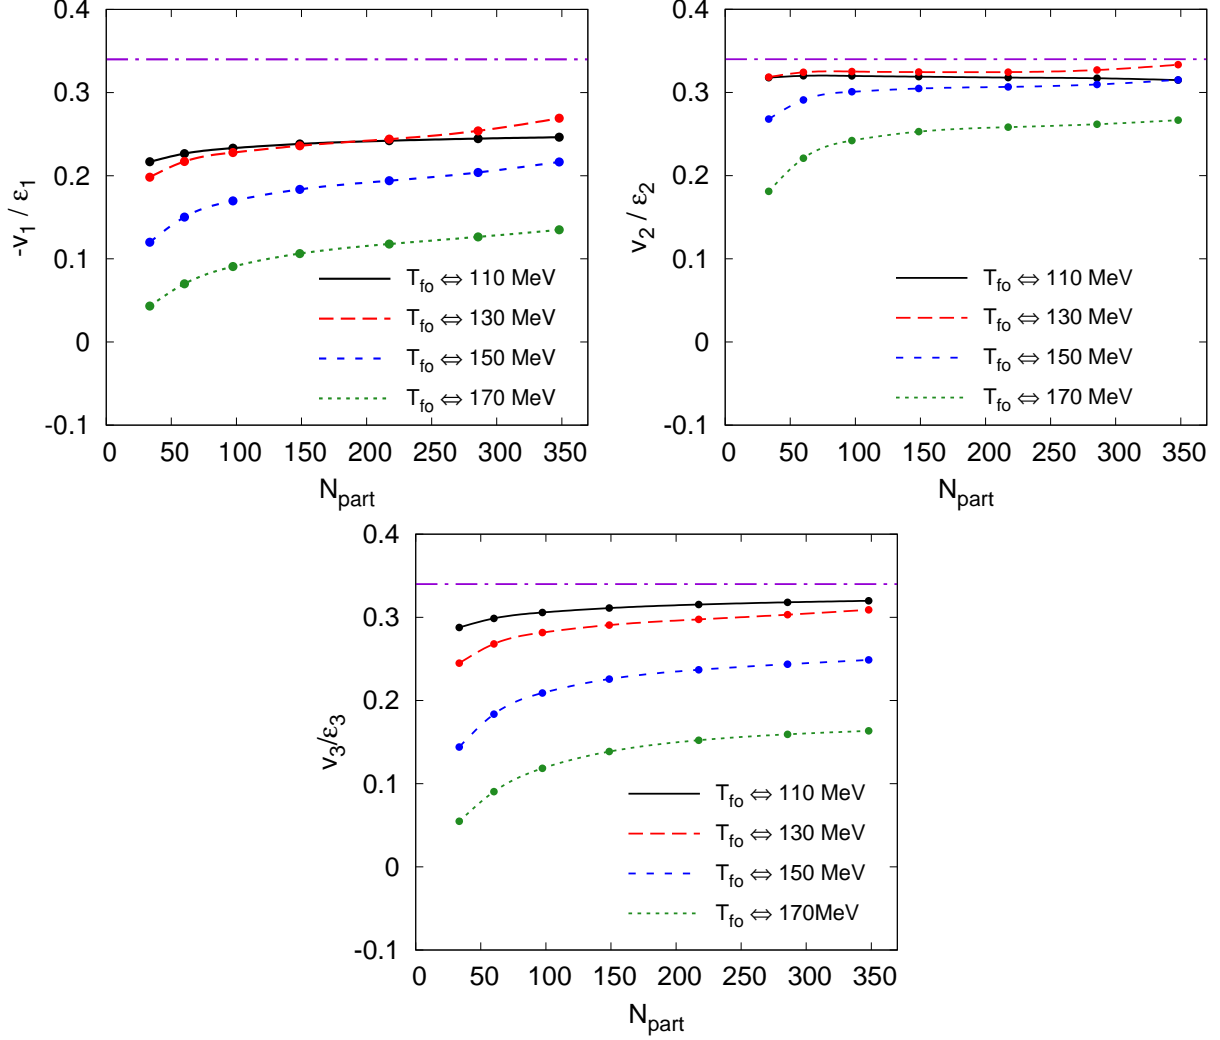 0.4
0.3
0.2
0.1
0
-0.1
-v1 / ε1
0 50 100 150 200 250 300 350
Npart
Tfo ⇔ 110 MeV
Tfo ⇔ 130 MeV
Tfo ⇔ 150 MeV
Tfo ⇔ 170 MeV
0.4
0.3
0.2
0.1
0
-0.1
v2 / ε2
0 50 100 150 200 250 300 350
Npart
Tfo ⇔ 110 MeV
Tfo ⇔ 130 MeV
Tfo ⇔ 150 MeV
Tfo ⇔ 170 MeV
0.4
0.3
0.2
0.1
0
-0.1
v3/ε3
0 50 100 150 200 250 300 350
Npart
Tfo ⇔ 110 MeV
Tfo ⇔ 130 MeV
Tfo ⇔ 150 MeV
Tfo ⇔ 170MeV